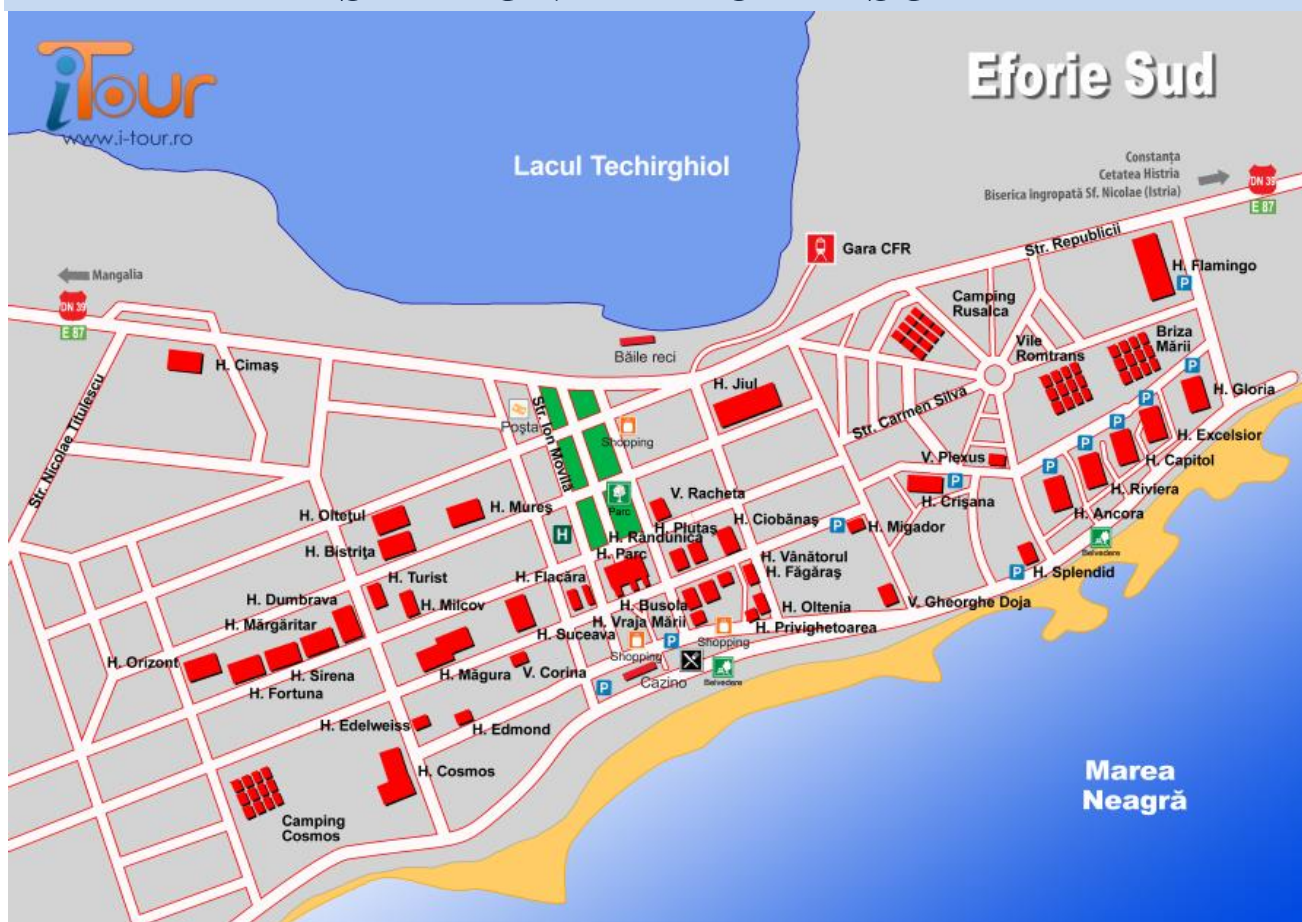 iTour
www.i-tour.ro
Eforie Sud
Lacul Techirghiol
Constanța
Cetatea Histria
Biserica îngropată Sf. Nicolae (Istria)
DN 39
E 87
Str. Republicii
Gara CFR
H. Flamingo
P
Mangalia
DN 39
E 87
Camping
Rusalca
Vile
Romtrans
Briza
Mării
H. Cimaș
Băile reci
H. Jiul
H. Gloria
Str. Nicolae Titulescu
Str. Ion Movilă
Poșta
Shopping
Str. Carmen Silva
H. Excelsior
H. Capitol
V. Plexus
H. Riviera
H. Crișana
H. Ancora
Parc
V. Racheta
H. Oltețul
H. Mureș
H. Plutaș
H. Ciobănaș
H. Migador
H. Rândunica
H
H. Bistrița
H. Parc
H. Vânătorul
H. Făgăraș
Belvedere
H. Splendid
H. Turist
H. Flacăra
H. Dumbrava
H. Milcov
H. Busola
H. Oltenia
V. Gheorghe Doja
H. Mărgăritar
H. Vraja Mării
H. Privighetoarea
H. Suceava
Shopping
Shopping
H. Orizont
H. Sirena
H. Măgura
V. Corina
Cazino
Belvedere
H. Fortuna
H. Edelweiss
H. Edmond
H. Cosmos
Camping
Cosmos
Marea
Neagră
P
P
P
P
P
P
P
P
P
P